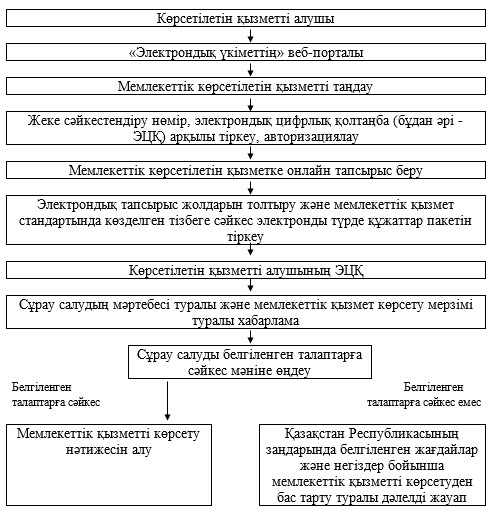 Көрсетілетін қызметті алушы
«Электрондық үкіметтің» веб-порталы
Мемлекеттік көрсетілетін қызметті таңдау
Жеке сәйкестендіру нөмір, электрондық цифрлық қолтаңба (бұдан әрі -
ЭЦҚ) арқылы тіркеу, авторизациялау
Мемлекеттік көрсетілетін қызметке онлайн тапсырыс беру
Электрондық тапсырыс жолдарын толтыру және мемлекеттік қызмет
стандартында көзделген тізбеге сәйкес электронды түрде құжаттар пакетін
тіркеу
Көрсетілетін қызметті алушының ЭЦҚ
Сұрау салудың мәртебесі туралы және мемлекеттік қызмет көрсету мерзімі
туралы хабарлама
Сұрау салуды белгіленген талаптарға
сәйкес мәніне өңдеу
Белгіленген
талаптарға сәйкес
Белгіленген
талаптарға сәйкес емес
Мемлекеттік қызметті көрсету
нәтижесін алу
Қазақстан Республикасының
заңдарында белгіленген жағдайлар
және негіздер бойынша
мемлекеттік қызметті көрсетуден
бас тарту туралы дәлелді жауап